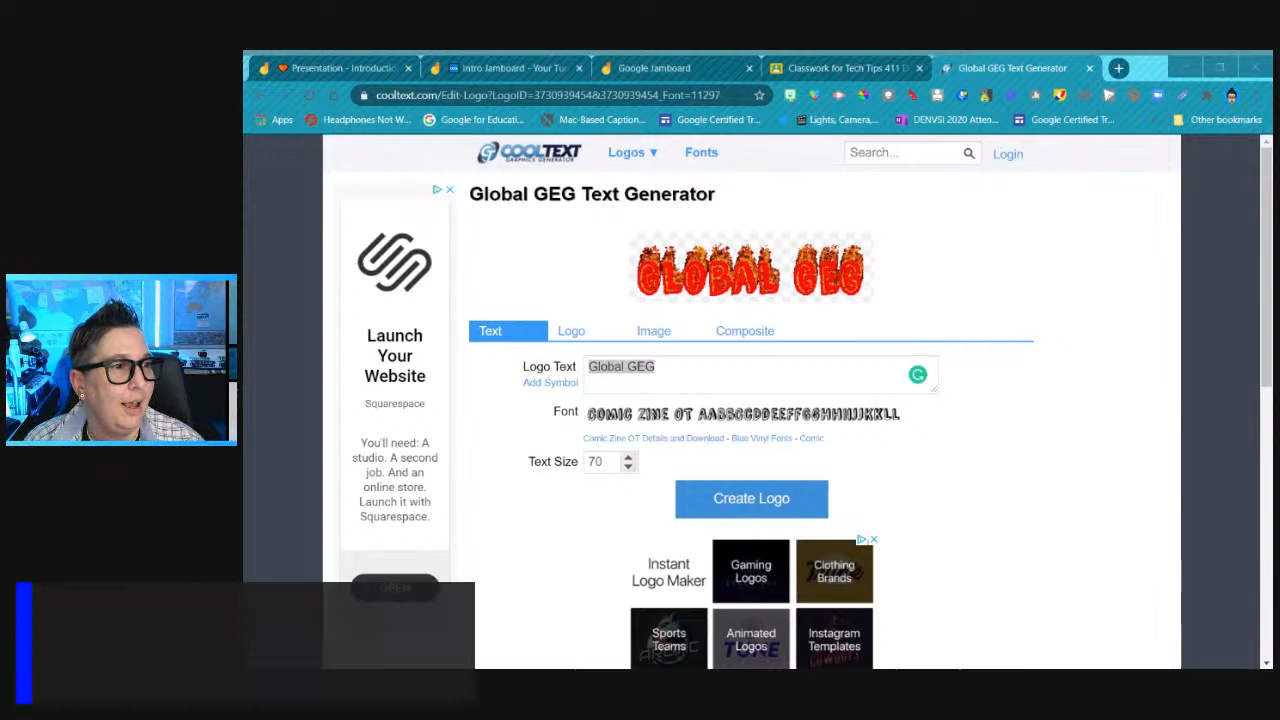 Presentation - Introductic
Intro Jamboard - Your Tur
Google Jamboard
Classwork for Tech Tips 411 D
Global GEG Text Generator
cooltext.com/Edit-Logo?LogoID=3730939454&3730939454_Font=11297
Apps
Headphones Not W...
Google for Educati...
Mac-Based Caption...
Google Certified Tr...
Lights, Camera,...
DENVSI 2020 Atten...
Google Certified Tr...
Other bookmarks
COOLTEXT
GRAPHICS GENERATOR
Logos ▼
Fonts
Search...
Login
Global GEG Text Generator
GLOBAL GEG
Text
Logo
Image
Composite
Logo Text
Global GEG
Add Symbol
Font
COMIC ZINE OT AABBCCDDEEFFGGHHIIJJKKLL
Comic Zine OT Details and Download - Blue Vinyl Fonts - Comic
Text Size
70
Create Logo
Launch
Your
Website
Squarespace
You'll need: A
studio. A second
job. And an
online store.
Launch it with
Squarespace.
OPEN
Instant
Logo Maker
Gaming
Logos
Clothing
Brands
Sports
Teams
Animated
Logos
Instagram
Templates